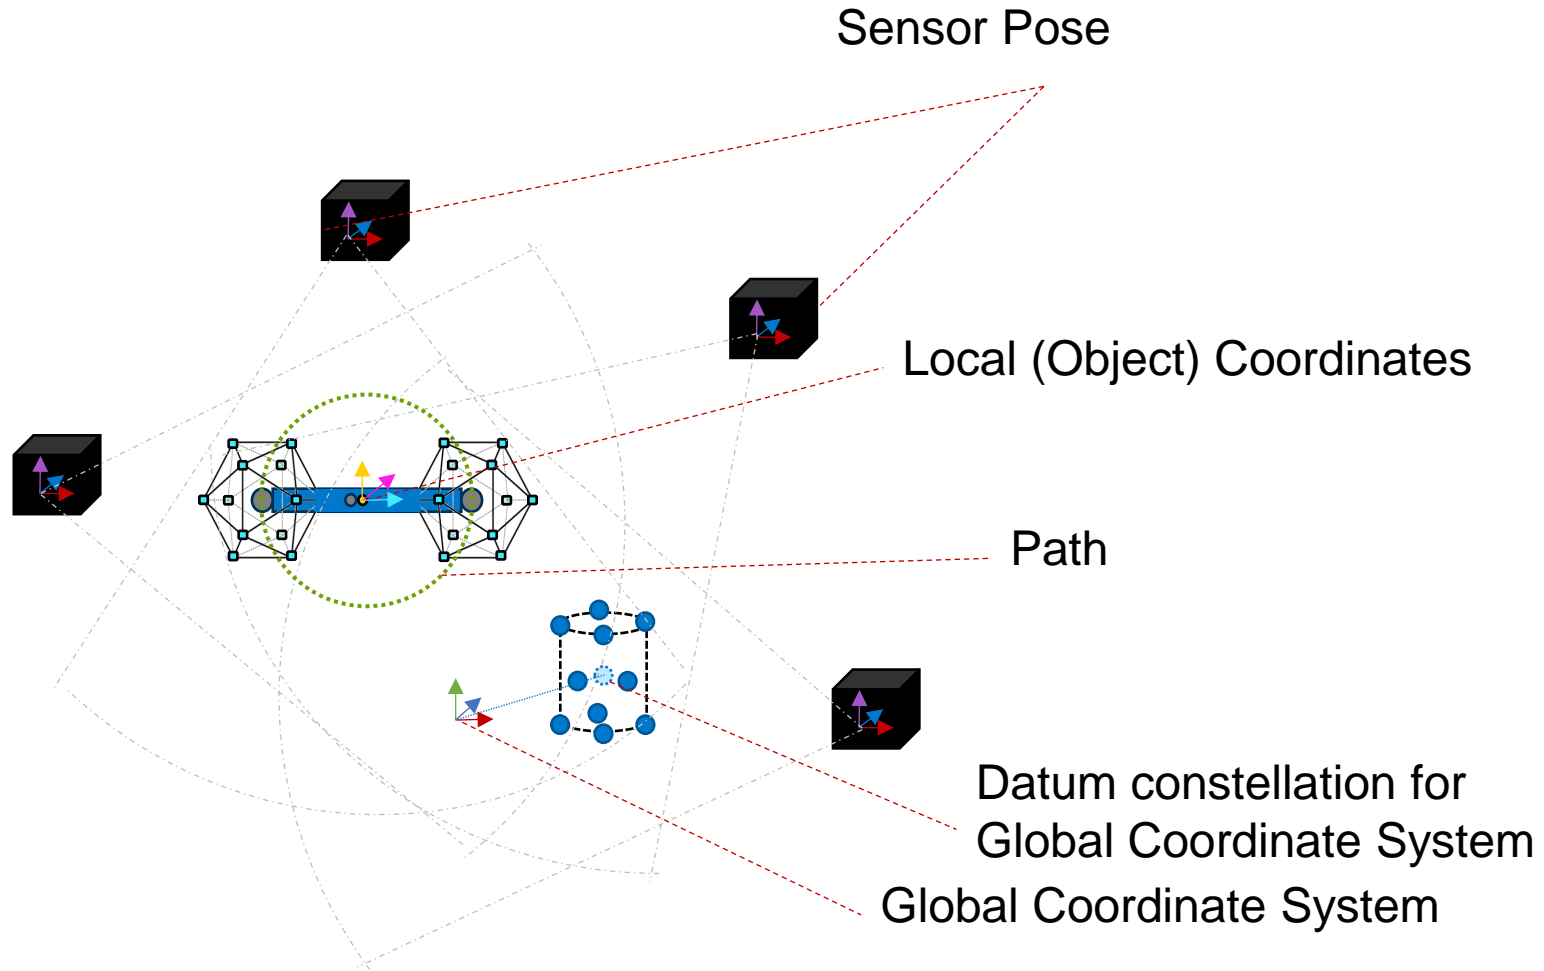 Sensor Pose
Local (Object) Coordinates
Path
Datum constellation for
Global Coordinate System
Global Coordinate System